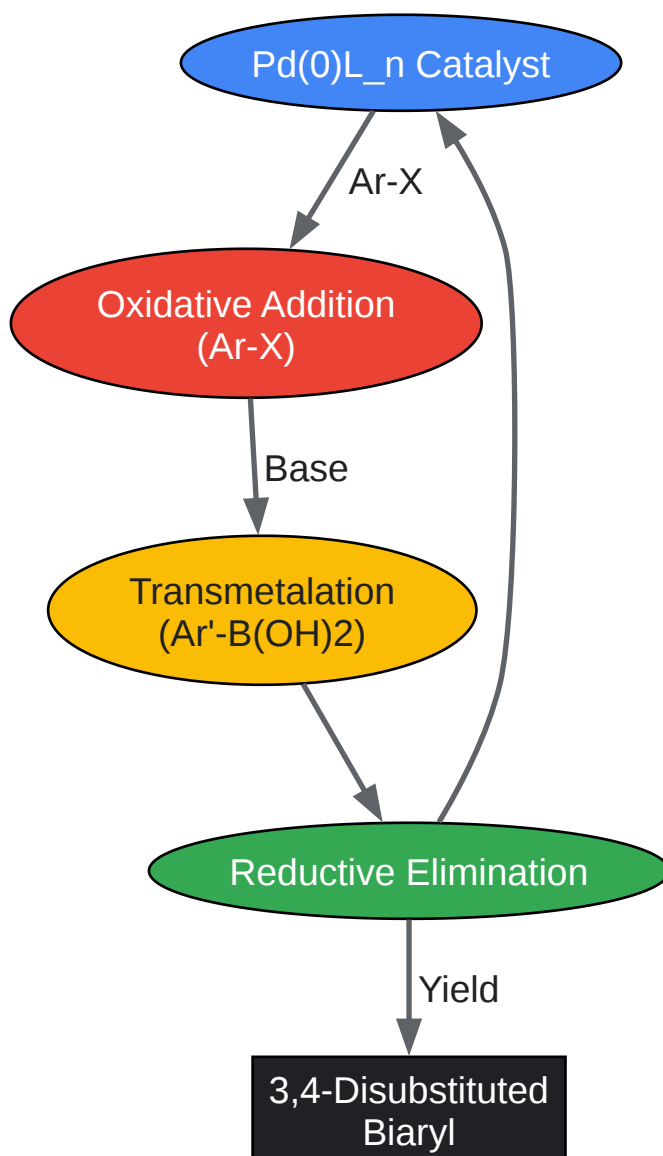 Pd(0)L_n Catalyst
Ar-X
Oxidative Addition
(Ar-X)
Base
Transmetalation
(Ar'-B(OH)2)
Reductive Elimination
Yield
3,4-Disubstituted
Biaryl